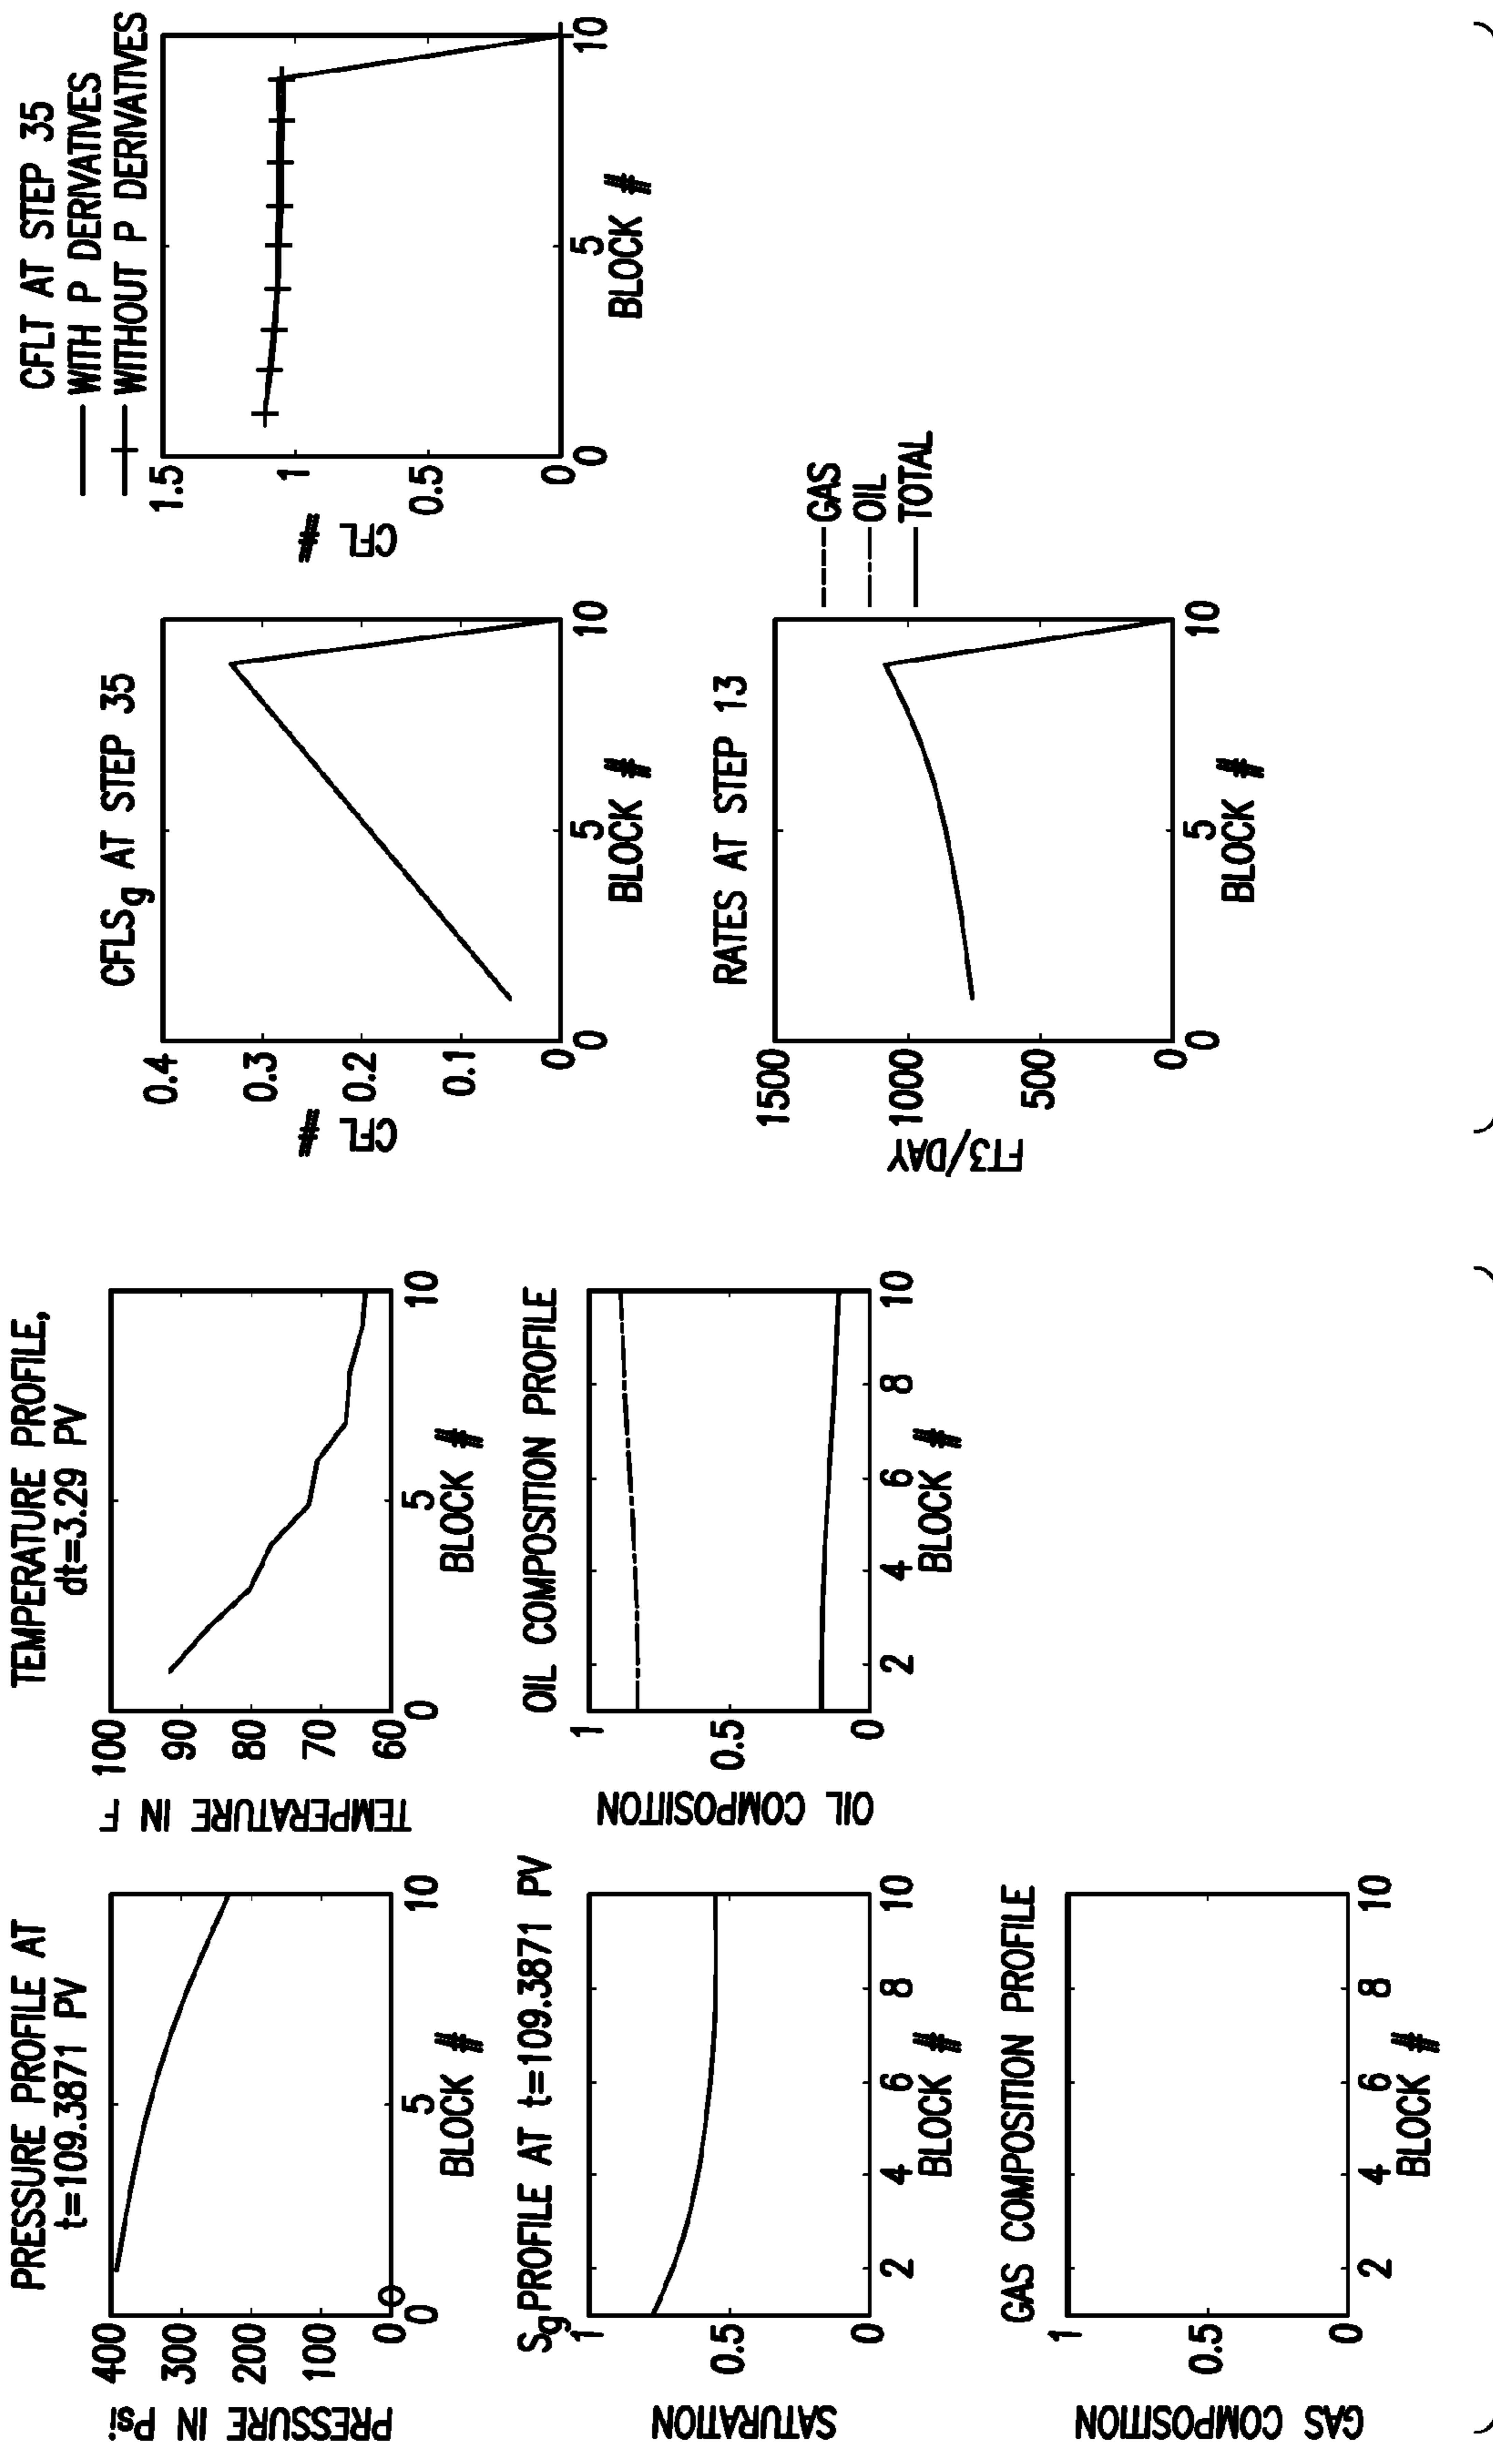 PRESSURE PROFILE AT
t=109.3871 PV
400
300
200
100
0
PRESSURE IN Psi
0
5
10
BLOCK #
TEMPERATURE PROFILE,
dt=3.29 PV
100
90
80
70
60
TEMPERATURE IN F
0
5
10
BLOCK #
SgPROFILE AT t=109.3871 PV
1
0.5
0
SATURATION
2
4
6
8
10
BLOCK #
OIL COMPOSITION PROFILE
1
0.5
0
OIL COMPOSITION
2
4
6
8
10
BLOCK #
GAS COMPOSITION PROFILE
1
0.5
0
GAS COMPOSITION
2
4
6
8
10
BLOCK #
CFLSg AT STEP 35
0.4
0.3
0.2
0.1
0
CFL #
0
5
10
BLOCK #
CFLT AT STEP 35
WITH P DERIVATIVES
WITHOUT P DERIVATIVES
1.5
1
0.5
0
CFL #
0
5
10
BLOCK #
RATES AT STEP 13
1500
1000
500
0
FT3/DAY
0
5
10
BLOCK #
GAS
OIL
TOTAL